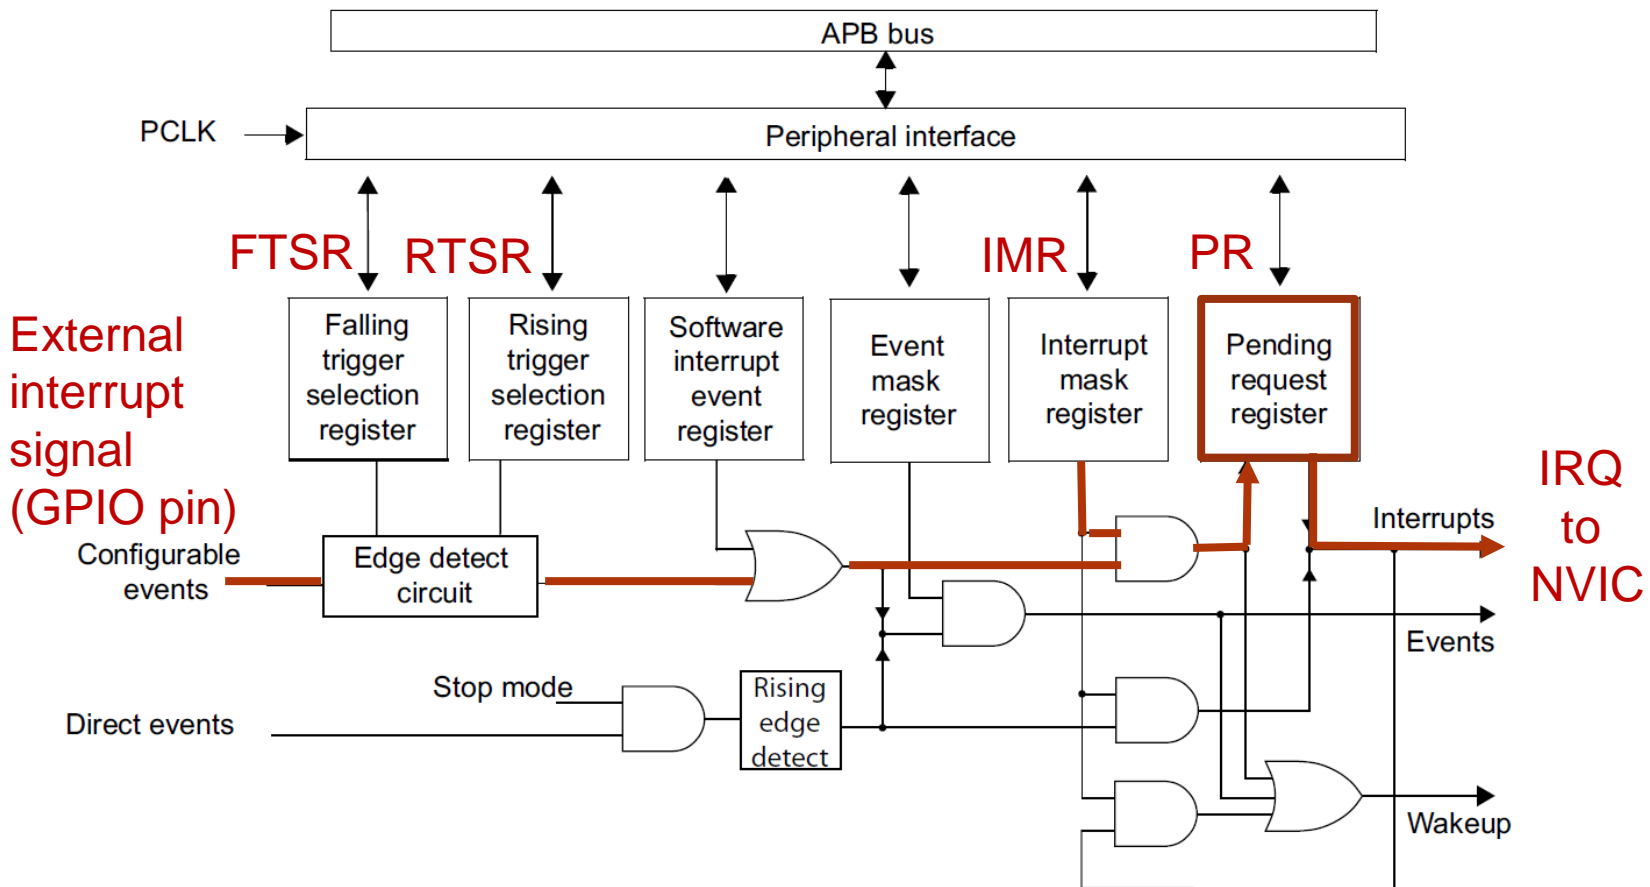 APB bus
PCLK
Peripheral interface
FTSR
RTSR
IMR
PR
External
interrupt
signal
(GPIO pin)
Falling
trigger
selection
register
Rising
trigger
selection
register
Software
interrupt
event
register
Event
mask
register
Interrupt
mask
register
Pending
request
register
IRQ
to
NVIC
Configurable
events
Edge detect
circuit
Interrupts
Events
Stop mode
Rising
edge
detect
Direct events
Wakeup